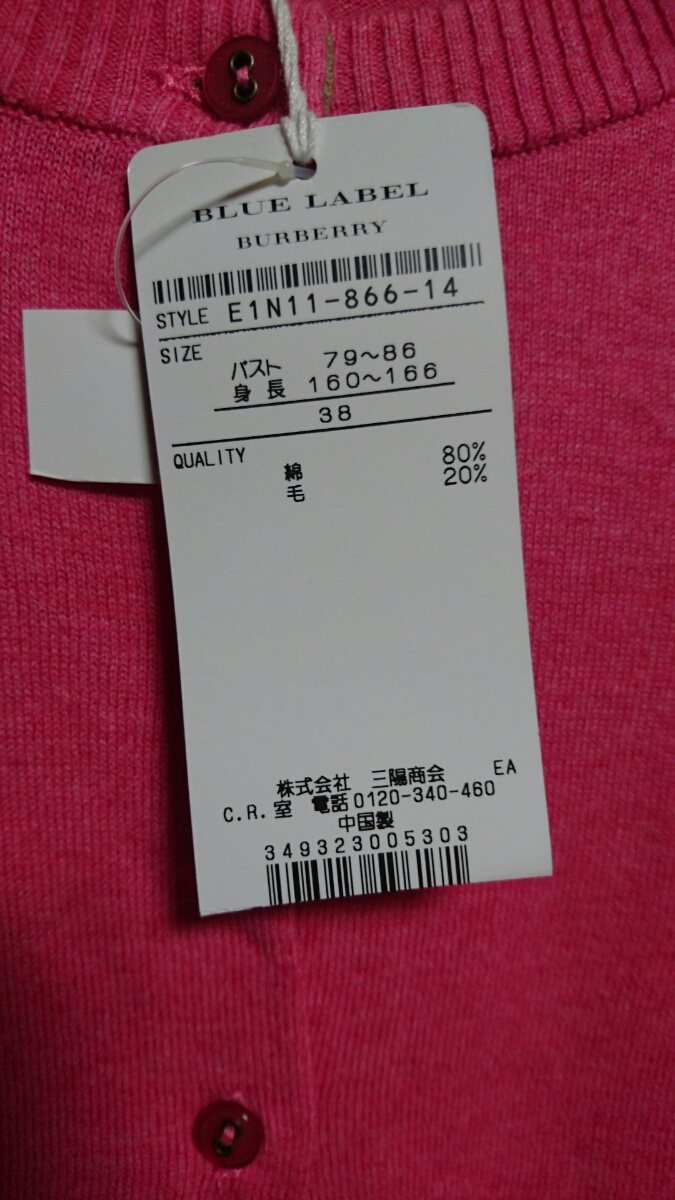 BLUE LABEL
BURBERRY
STYLE E1N11-866-14
SIZE
バスト 79~86
身長 160~166
38
QUALITY
綿 80%
毛 20%
株式会社 三陽商会 EA
C.R.室 電話0120-340-460
中国製
349323005303